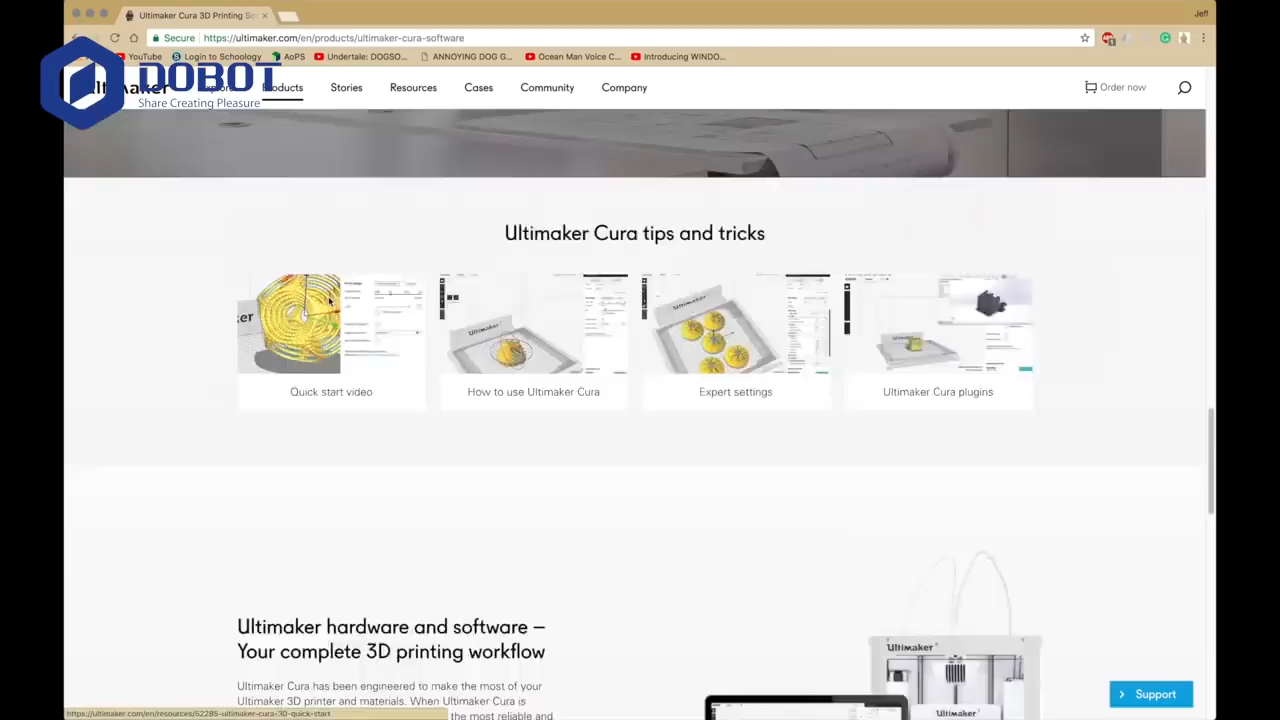 Ultimaker Cura 3D Printing So
Jeff
Secure
https://ultimaker.com/en/products/ultimaker-cura-software
YouTube
Login to Schoology
AoPS
Undertale: DOGSO...
ANNOYING DOG G...
Ocean Man Voice C...
Introducing WINDO...
DOBOT
Share Creating Pleasure
Products
Stories
Resources
Cases
Community
Company
Order now
Ultimaker Cura tips and tricks
Quick start video
How to use Ultimaker Cura
Expert settings
Ultimaker Cura plugins
Ultimaker hardware and software –
Your complete 3D printing workflow
Ultimaker Cura has been engineered to make the most of your
Ultimaker 3D printer and materials. When Ultimaker Cura is
the most reliable and
Ultimaker
Ultimaker
Support
https://ultimaker.com/en/resources/52285-ultimaker-cura-30-quick-start